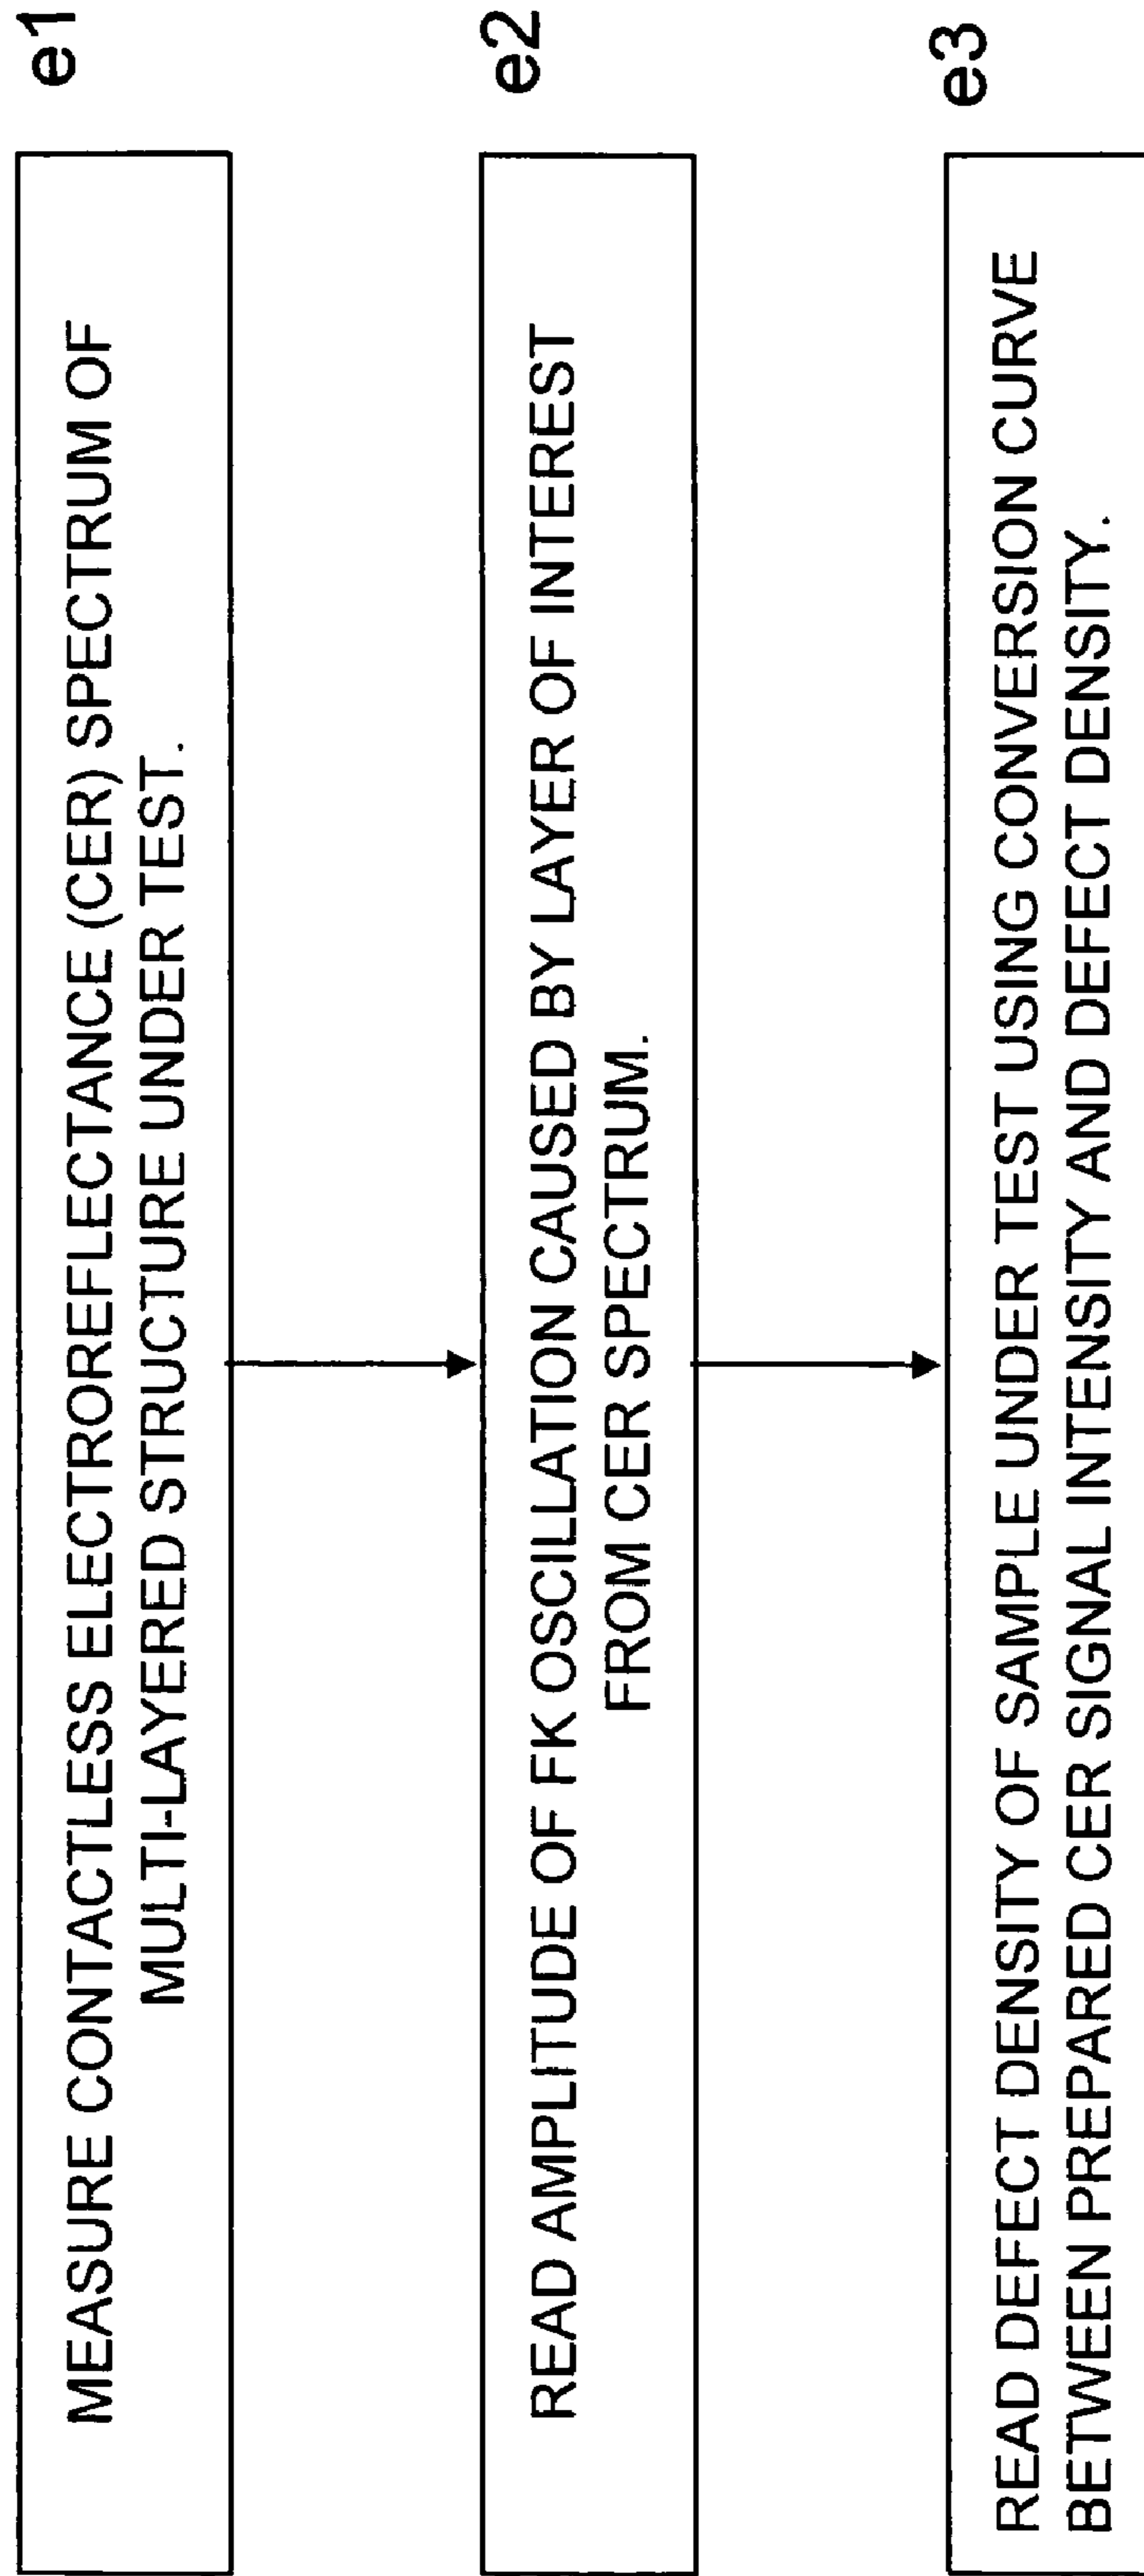 MEASURE CONTACTLESS ELECTROREFLECTANCE (CER) SPECTRUM OF
MULTI-LAYERED STRUCTURE UNDER TEST.
e1
READ AMPLITUDE OF FK OSCILLATION CAUSED BY LAYER OF INTEREST
FROM CER SPECTRUM.
e2
READ DEFECT DENSITY OF SAMPLE UNDER TEST USING CONVERSION CURVE
BETWEEN PREPARED CER SIGNAL INTENSITY AND DEFECT DENSITY.
e3